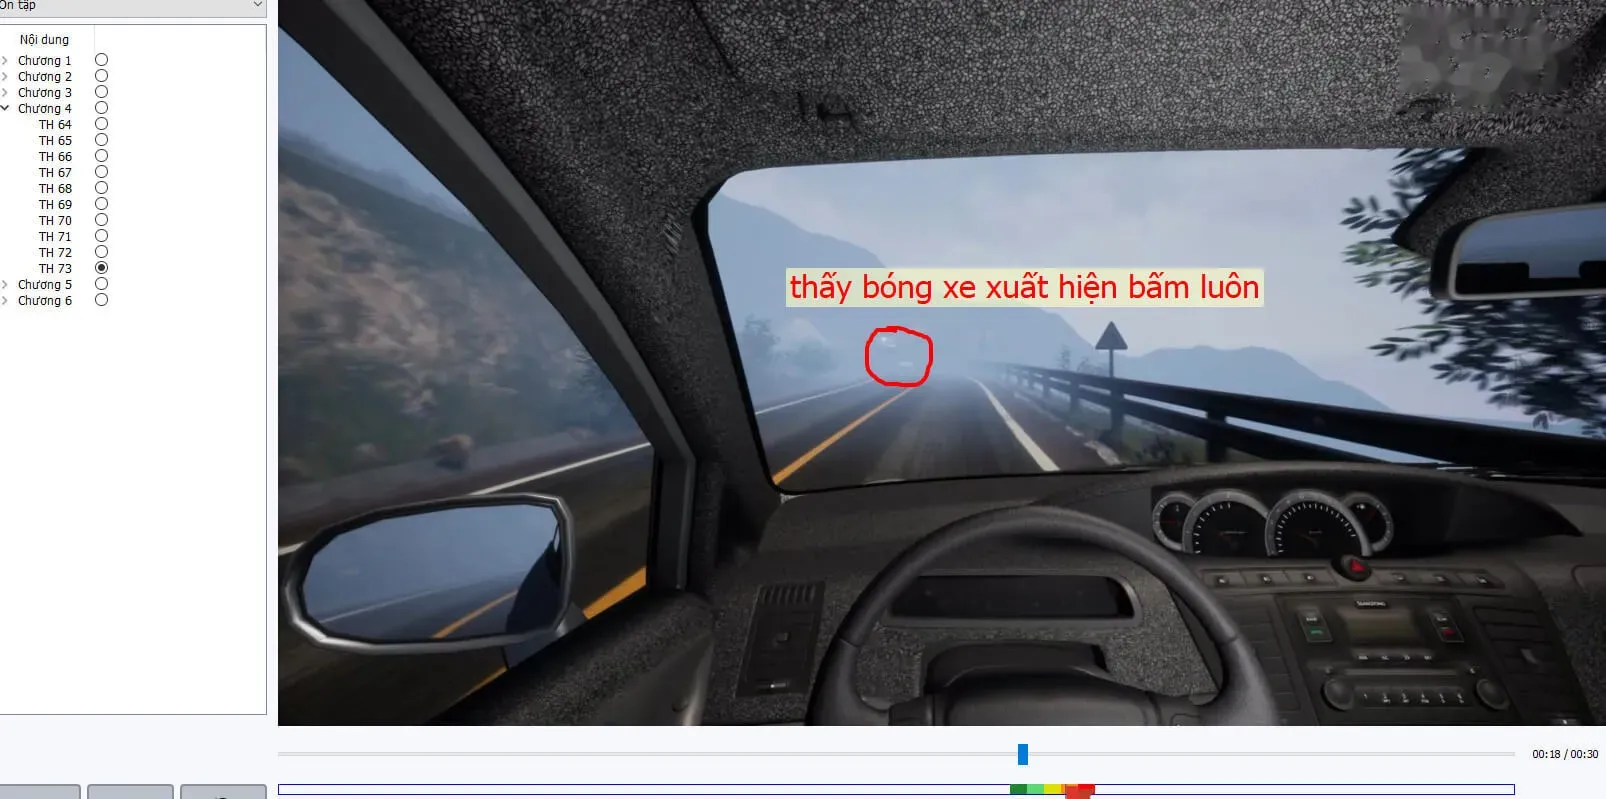 Ôn tập
Nội dung
Chương 1
Chương 2
Chương 3
Chương 4
TH 64
TH 65
TH 66
TH 67
TH 68
TH 69
TH 70
TH 71
TH 72
TH 73
Chương 5
Chương 6
thấy bóng xe xuất hiện bấm luôn
00:18 / 00:30